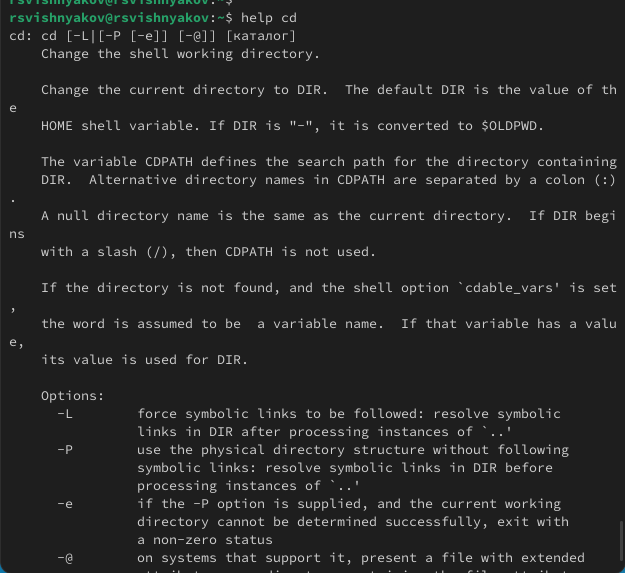 rsvishnyakov@rsvishnyakov:~$
rsvishnyakov@rsvishnyakov:~$ help cd
cd: cd [-L|[-P [-e]] [-@]] [каталог]
    Change the shell working directory.

    Change the current directory to DIR.  The default DIR is the value of th
e
    HOME shell variable. If DIR is "-", it is converted to $OLDPWD.

    The variable CDPATH defines the search path for the directory containing
    DIR.  Alternative directory names in CDPATH are separated by a colon (:)
.
    A null directory name is the same as the current directory.  If DIR begi
ns
    with a slash (/), then CDPATH is not used.

    If the directory is not found, and the shell option `cdable_vars' is set
,
    the word is assumed to be  a variable name.  If that variable has a valu
e,
    its value is used for DIR.

    Options:
      -L        force symbolic links to be followed: resolve symbolic
                links in DIR after processing instances of `..'
      -P        use the physical directory structure without following
                symbolic links: resolve symbolic links in DIR before
                processing instances of `..'
      -e        if the -P option is supplied, and the current working
                directory cannot be determined successfully, exit with
                a non-zero status
      -@        on systems that support it, present a file with extended